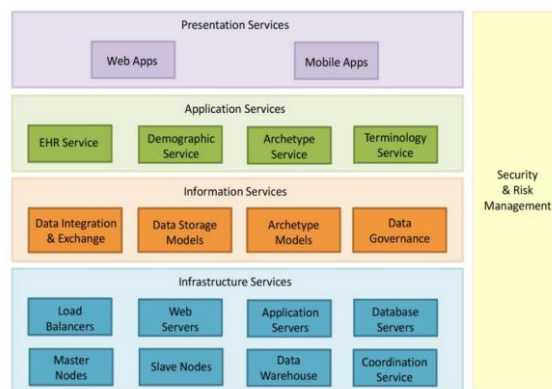 Presentation Services
Web Apps
Mobile Apps
Application Services
EHR Service
Demographic
Service
Archetype
Service
Terminology
Service
Information Services
Data Integration
& Exchange
Data Storage
Models
Archetype
Models
Data
Governance
Infrastructure Services
Load
Balancers
Web
Servers
Application
Servers
Database
Servers
Master
Nodes
Slave Nodes
Data
Warehouse
Coordination
Service
Security
& Risk
Management